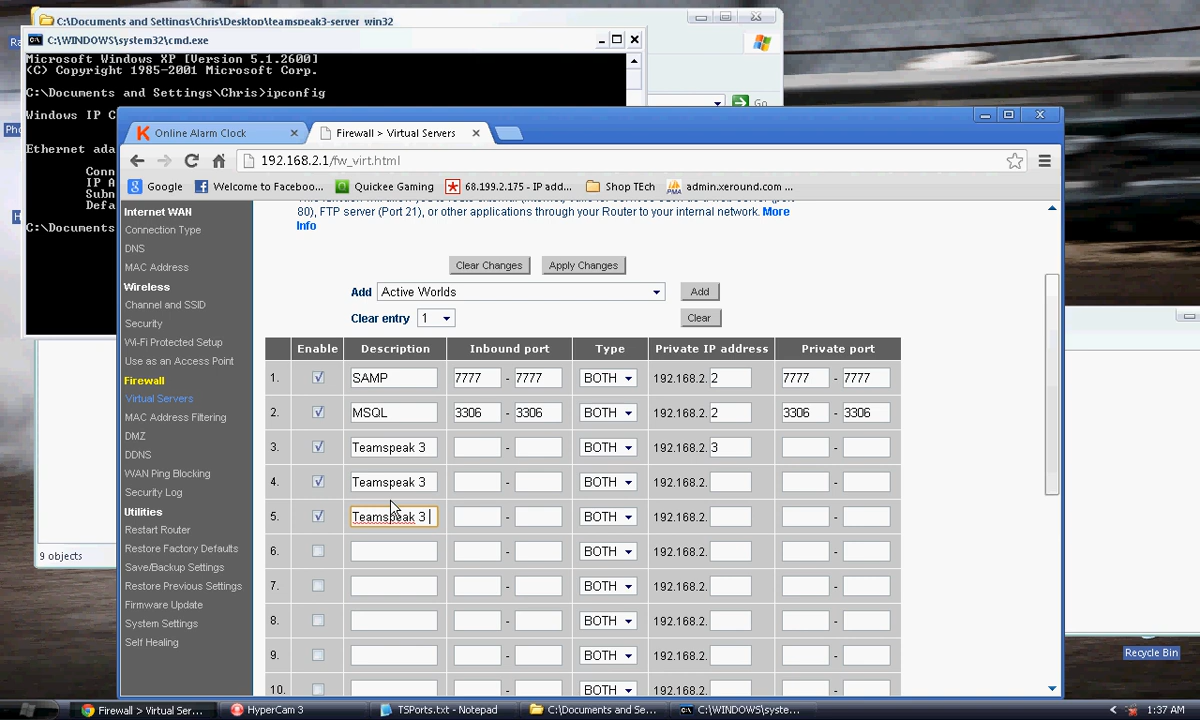 C:\Documents and Settings\Chris\Desktop\teamspeak3-server_win32
C:\WINDOWS\system32\cmd.exe
Microsoft Windows XP [Version 5.1.2600]
(C) Copyright 1985-2001 Microsoft Corp.
C:\Documents and Settings\Chris>ipconfig
Go
Windows IP C
Online Alarm Clock
Firewall > Virtual Servers
Ethernet ada
192.168.2.1/fw_virt.html
Conn
IP A
Subn
Defa
C:\Documents
Google
Welcome to Faceboo...
Quickee Gaming
68.199.2.175 - IP add...
Shop TEch
admin.xeround.com ...
Internet WAN
Connection Type
DNS
MAC Address
Wireless
Channel and SSID
Security
Wi-Fi Protected Setup
Use as an Access Point
Firewall
Virtual Servers
MAC Address Filtering
DMZ
DDNS
WAN Ping Blocking
Security Log
Utilities
Restart Router
Restore Factory Defaults
Save/Backup Settings
Restore Previous Settings
Firmware Update
System Settings
Self Healing
80), FTP server (Port 21), or other applications through your Router to your internal network. More
Info
Clear Changes Apply Changes
Add Active Worlds Add
Clear entry 1 Clear
Enable Description Inbound port Type Private IP address Private port
1. SAMP 7777 - 7777 BOTH 192.168.2. 2 7777 - 7777
2. MSQL 3306 - 3306 BOTH 192.168.2. 2 3306 - 3306
3. Teamspeak 3 - BOTH 192.168.2. 3 -
4. Teamspeak 3 - BOTH 192.168.2. -
5. Teamspeak 3 - BOTH 192.168.2. -
6. - BOTH 192.168.2. -
7. - BOTH 192.168.2. -
8. - BOTH 192.168.2. -
9. - BOTH 192.168.2. -
10. - BOTH 192.168.2. -
9 objects
Recycle Bin
Firewall > Virtual Ser...
HyperCam 3
TSPorts.txt - Notepad
C:\Documents and Se...
C:\WINDOWS\syste...
1:37 AM